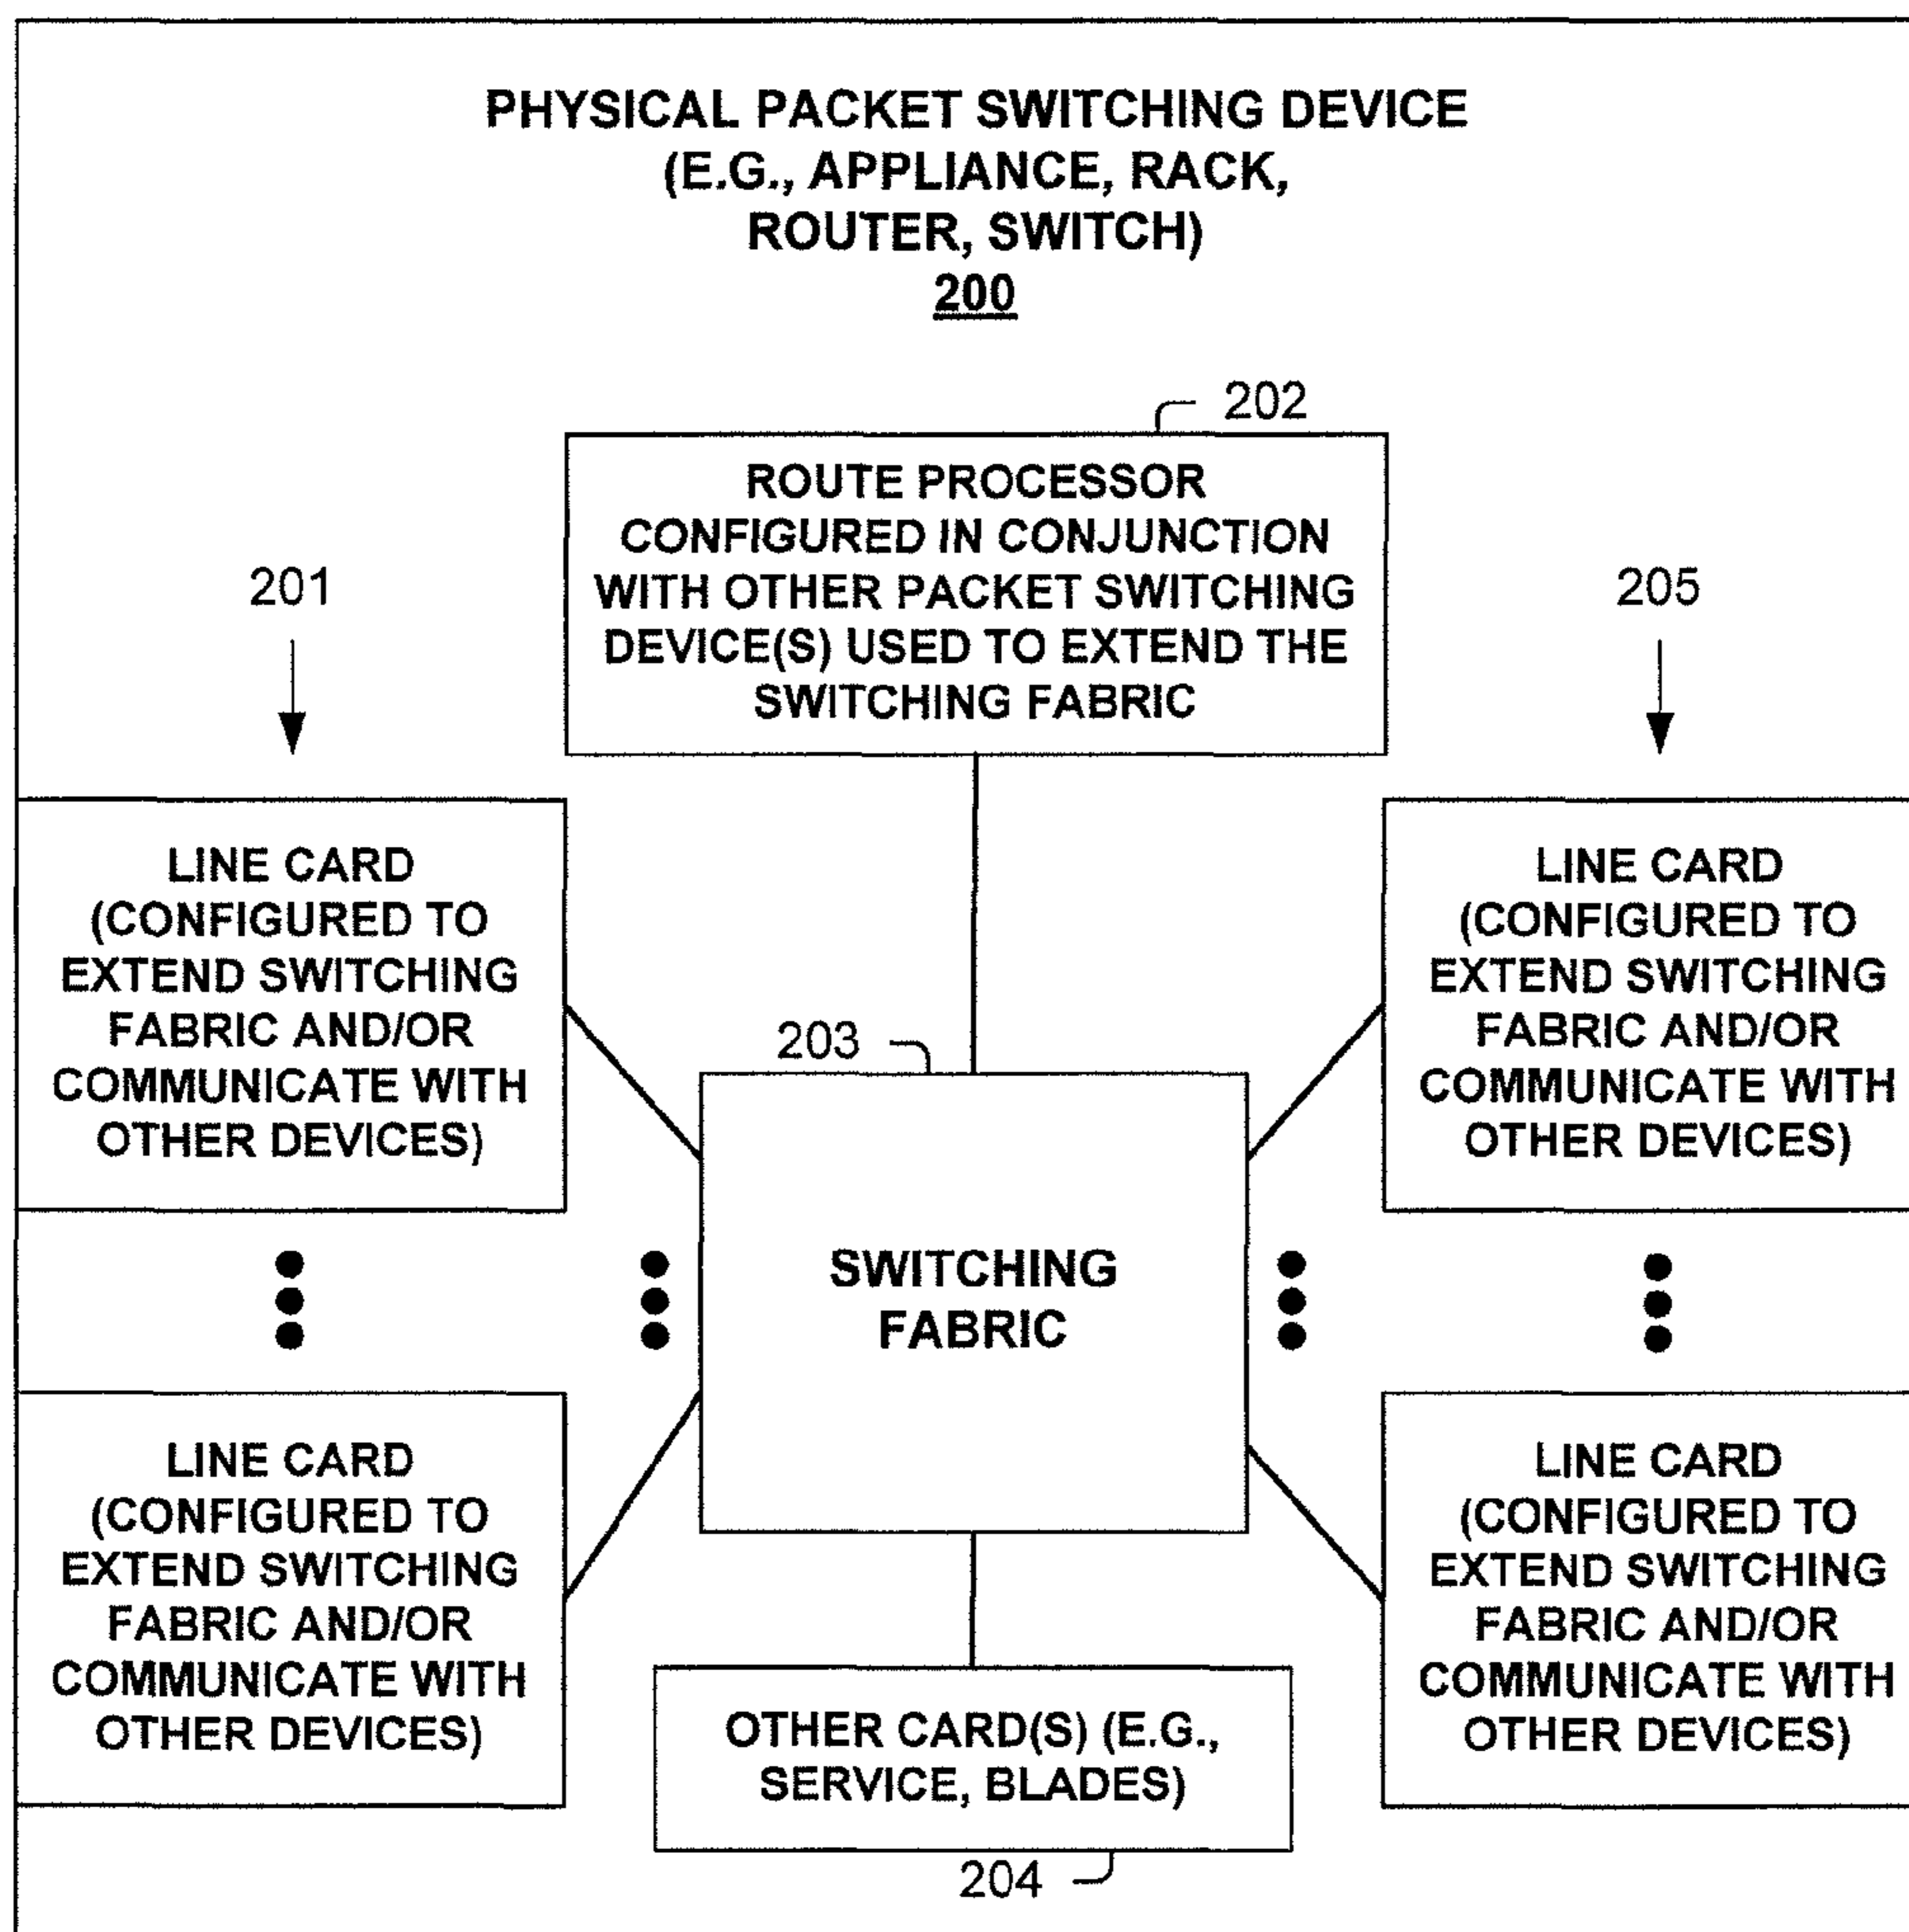 PHYSICAL PACKET SWITCHING DEVICE
(E.G., APPLIANCE, RACK,
ROUTER, SWITCH)
200
202
ROUTE PROCESSOR
CONFIGURED IN CONJUNCTION
WITH OTHER PACKET SWITCHING
DEVICE(S) USED TO EXTEND THE
SWITCHING FABRIC
201
205
LINE CARD
(CONFIGURED TO
EXTEND SWITCHING
FABRIC AND/OR
COMMUNICATE WITH
OTHER DEVICES)
LINE CARD
(CONFIGURED TO
EXTEND SWITCHING
FABRIC AND/OR
COMMUNICATE WITH
OTHER DEVICES)
203
SWITCHING
FABRIC
LINE CARD
(CONFIGURED TO
EXTEND SWITCHING
FABRIC AND/OR
COMMUNICATE WITH
OTHER DEVICES)
LINE CARD
(CONFIGURED TO
EXTEND SWITCHING
FABRIC AND/OR
COMMUNICATE WITH
OTHER DEVICES)
OTHER CARD(S) (E.G.,
SERVICE, BLADES)
204